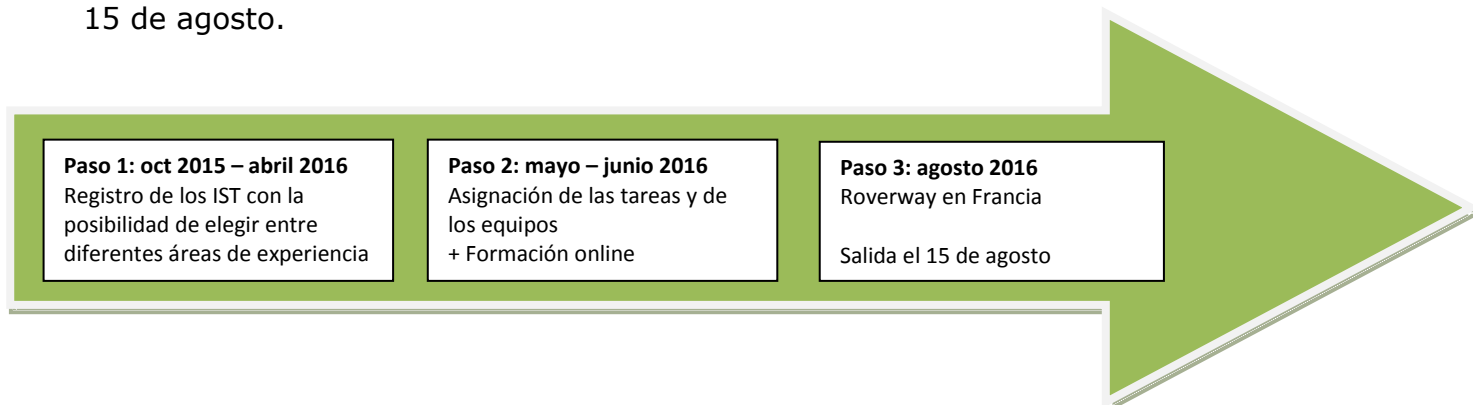 15 de agosto.
Paso 1: oct 2015 – abril 2016
Registro de los IST con la
posibilidad de elegir entre
diferentes áreas de experiencia
Paso 2: mayo – junio 2016
Asignación de las tareas y de
los equipos
+ Formación online
Paso 3: agosto 2016
Roverway en Francia
Salida el 15 de agosto